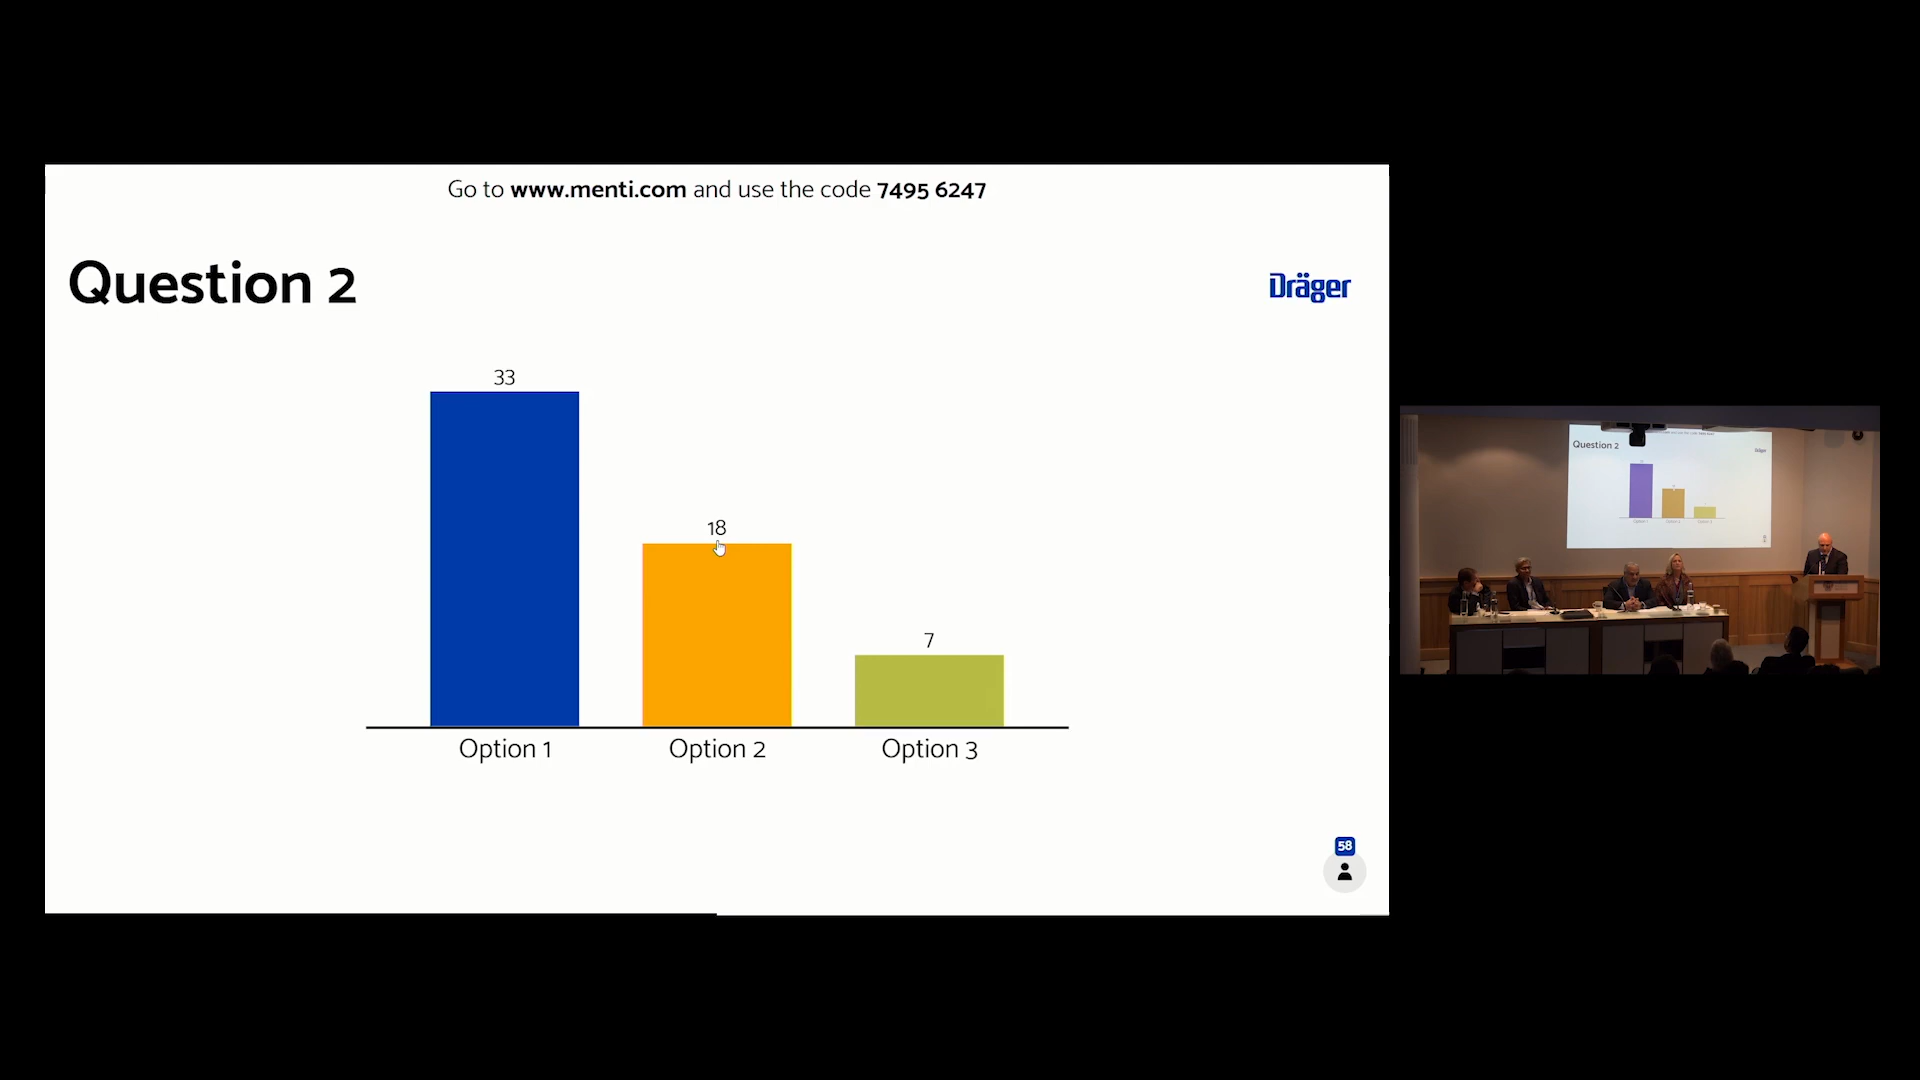 Go to www.menti.com and use the code 7495 6247
Question 2
Dräger
33
18
7
Option 1
Option 2
Option 3
58
Question 2
Dräger